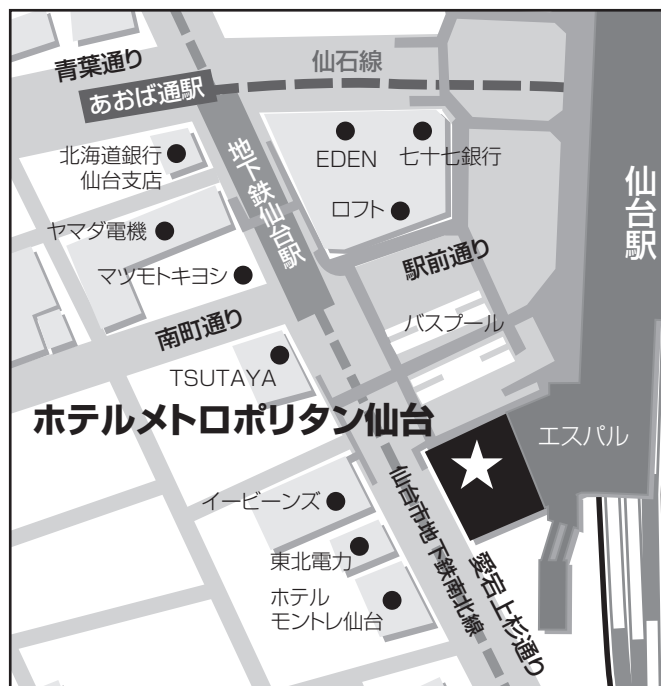 青葉通り
仙石線
あおば通駅
北海道銀行
仙台支店
EDEN
七十七銀行
地下鉄仙台駅
仙台駅
ロフト
ヤマダ電機
駅前通り
マツモトキヨシ
南町通り
バスプール
TSUTAYA
ホテルメトロポリタン仙台
エスパル
イービーンズ
仙台市地下鉄南北線
東北電力
愛宕上杉通り
ホテル
モントレ仙台